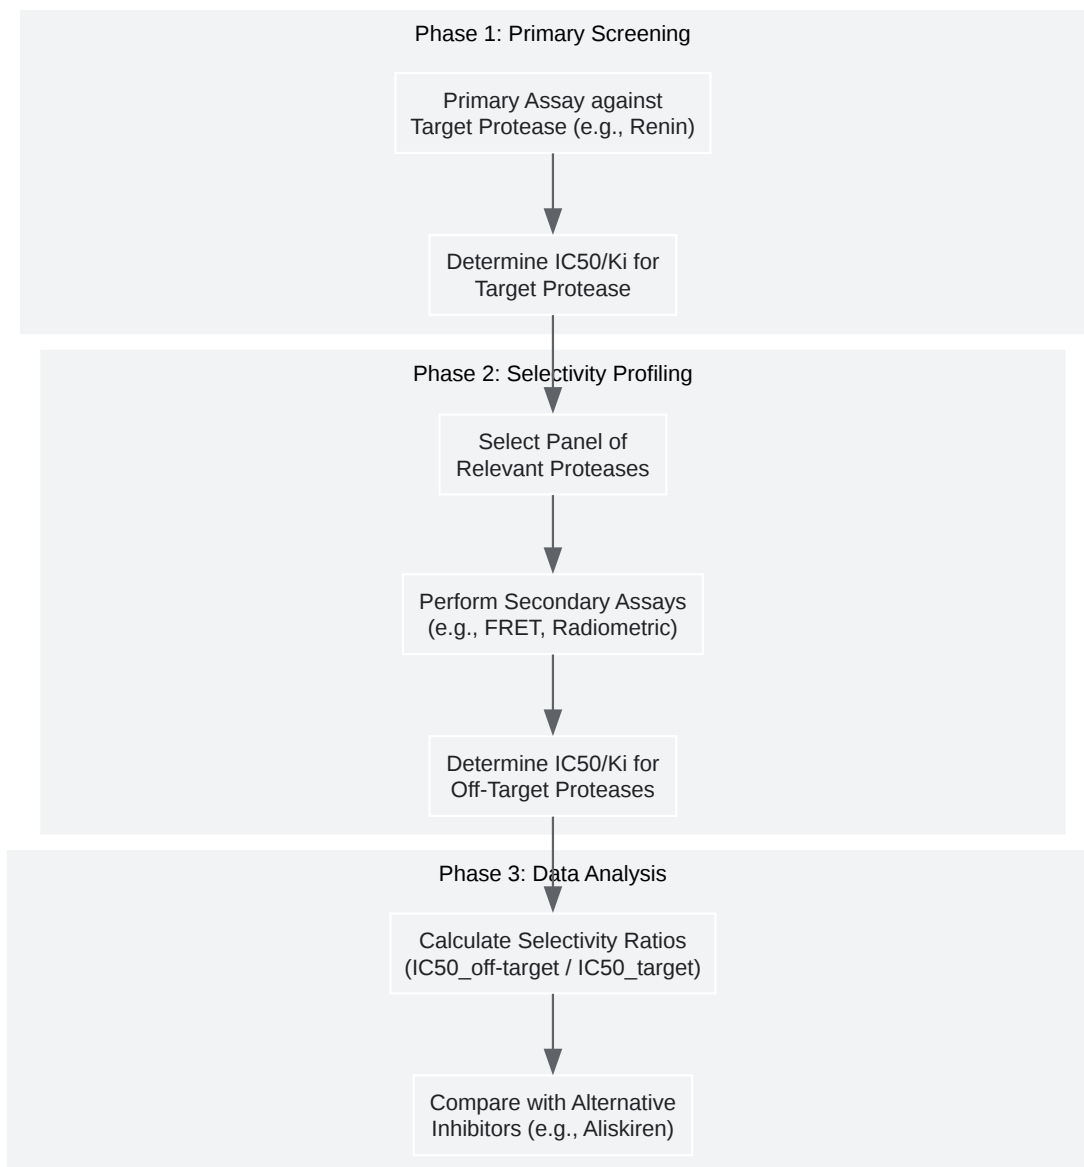 Phase 1: Primary Screening
Primary Assay against
Target Protease (e.g., Renin)
Determine IC50/Ki for
Target Protease
Phase 2: Selectivity Profiling
Select Panel of
Relevant Proteases
Perform Secondary Assays
(e.g., FRET, Radiometric)
Determine IC50/Ki for
Off-Target Proteases
Phase 3: Data Analysis
Calculate Selectivity Ratios
(IC50_off-target / IC50_target)
Compare with Alternative
Inhibitors (e.g., Aliskiren)